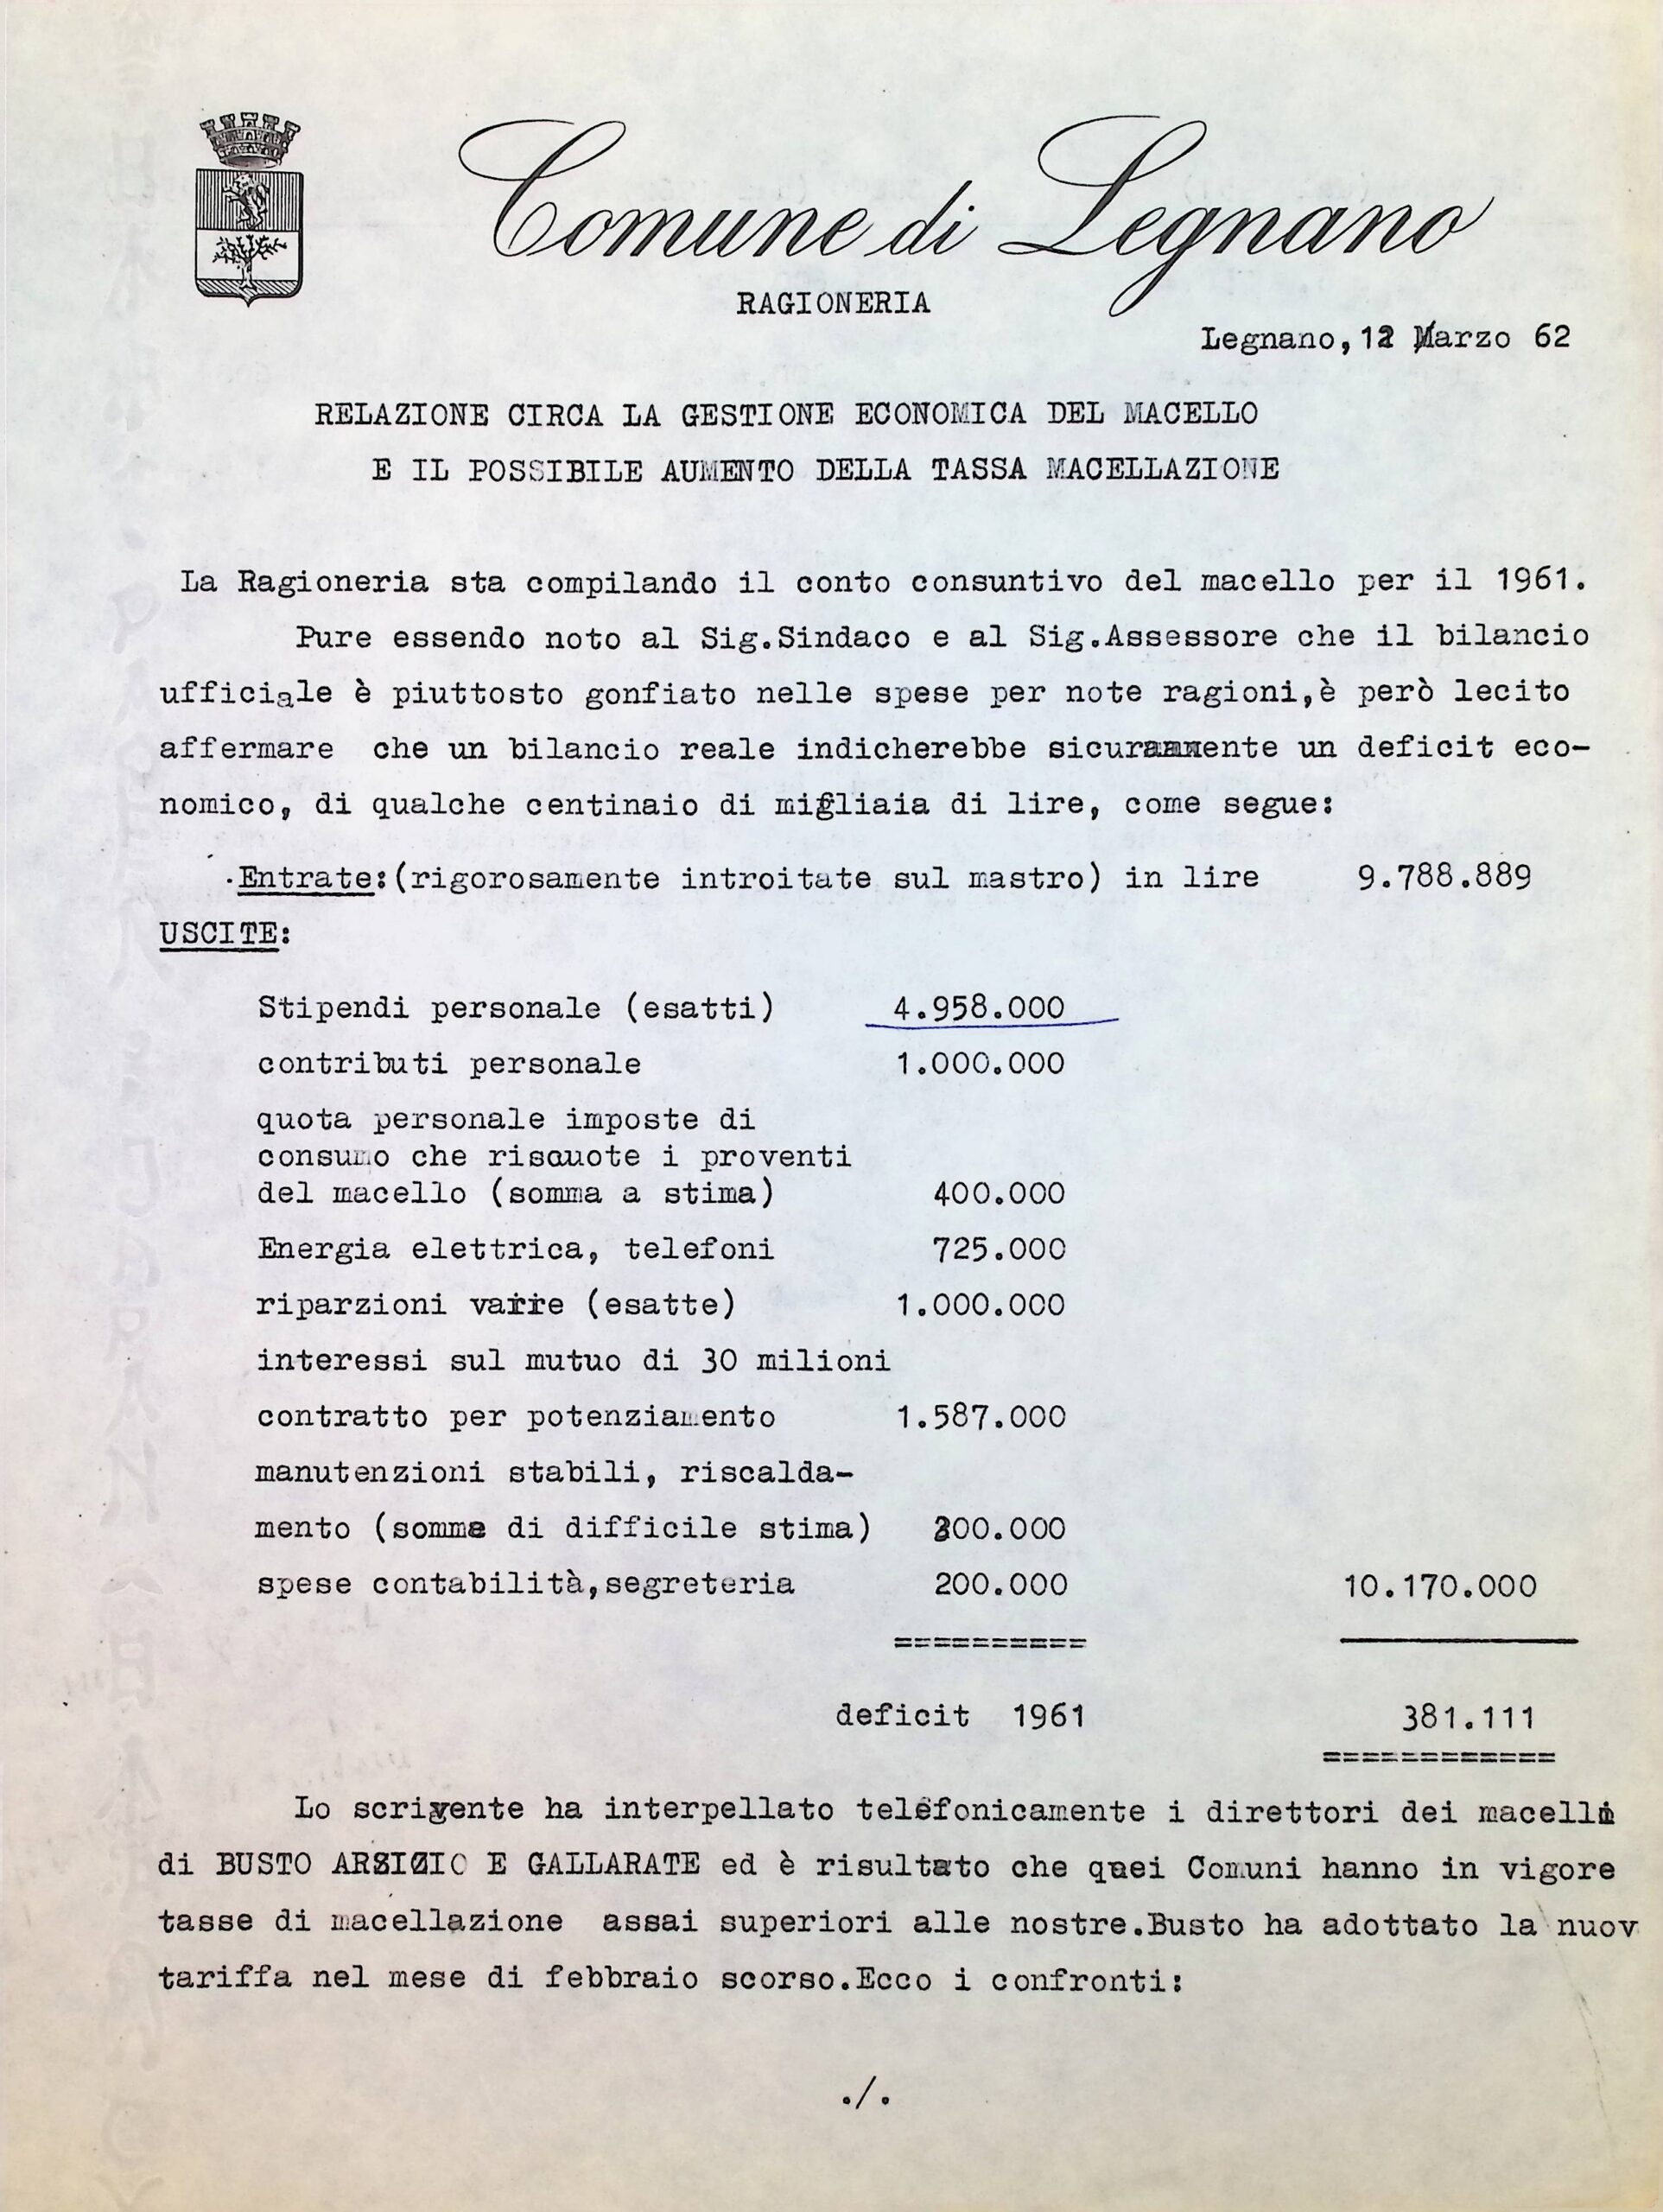 Comune di Legnano
RAGIONERIA
Legnano,12 Marzo 62
RELAZIONE CIRCA LA GESTIONE ECONOMICA DEL MACELLO
E IL POSSIBILE AUMENTO DELLA TASSA MACELLAZIONE
La Ragioneria sta compilando il conto consuntivo del macello per il 1961.
Pure essendo noto al Sig.Sindaco e al Sig.Assessore che il bilancio
ufficiale è piuttosto gonfiato nelle spese per note ragioni,è però lecito
affermare che un bilancio reale indicherebbe sicuramente un deficit eco-
nomico, di qualche centinaio di migliaia di lire, come segue:
Entrate:(rigorosamente introitate sul mastro) in lire 9.788.889
USCITE:
Stipendi personale (esatti) 4.958.000
contributi personale 1.000.000
quota personale imposte di
consumo che risquote i proventi
del macello (somma a stima) 400.000
Energia elettrica, telefoni 725.000
riparzioni varie (esatte) 1.000.000
interessi sul mutuo di 30 milioni
contratto per potenziamento 1.587.000
manutenzioni stabili, riscalda-
mento (somma di difficile stima) 300.000
spese contabilità,segreteria 200.000 10.170.000
==========
deficit 1961 381.111
============
Lo scrivente ha interpellato telefonicamente i direttori dei macelli
di BUSTO ARSIZIO E GALLARATE ed è risultato che quei Comuni hanno in vigore
tasse di macellazione assai superiori alle nostre.Busto ha adottato la nuov
tariffa nel mese di febbraio scorso.Ecco i confronti:
./.